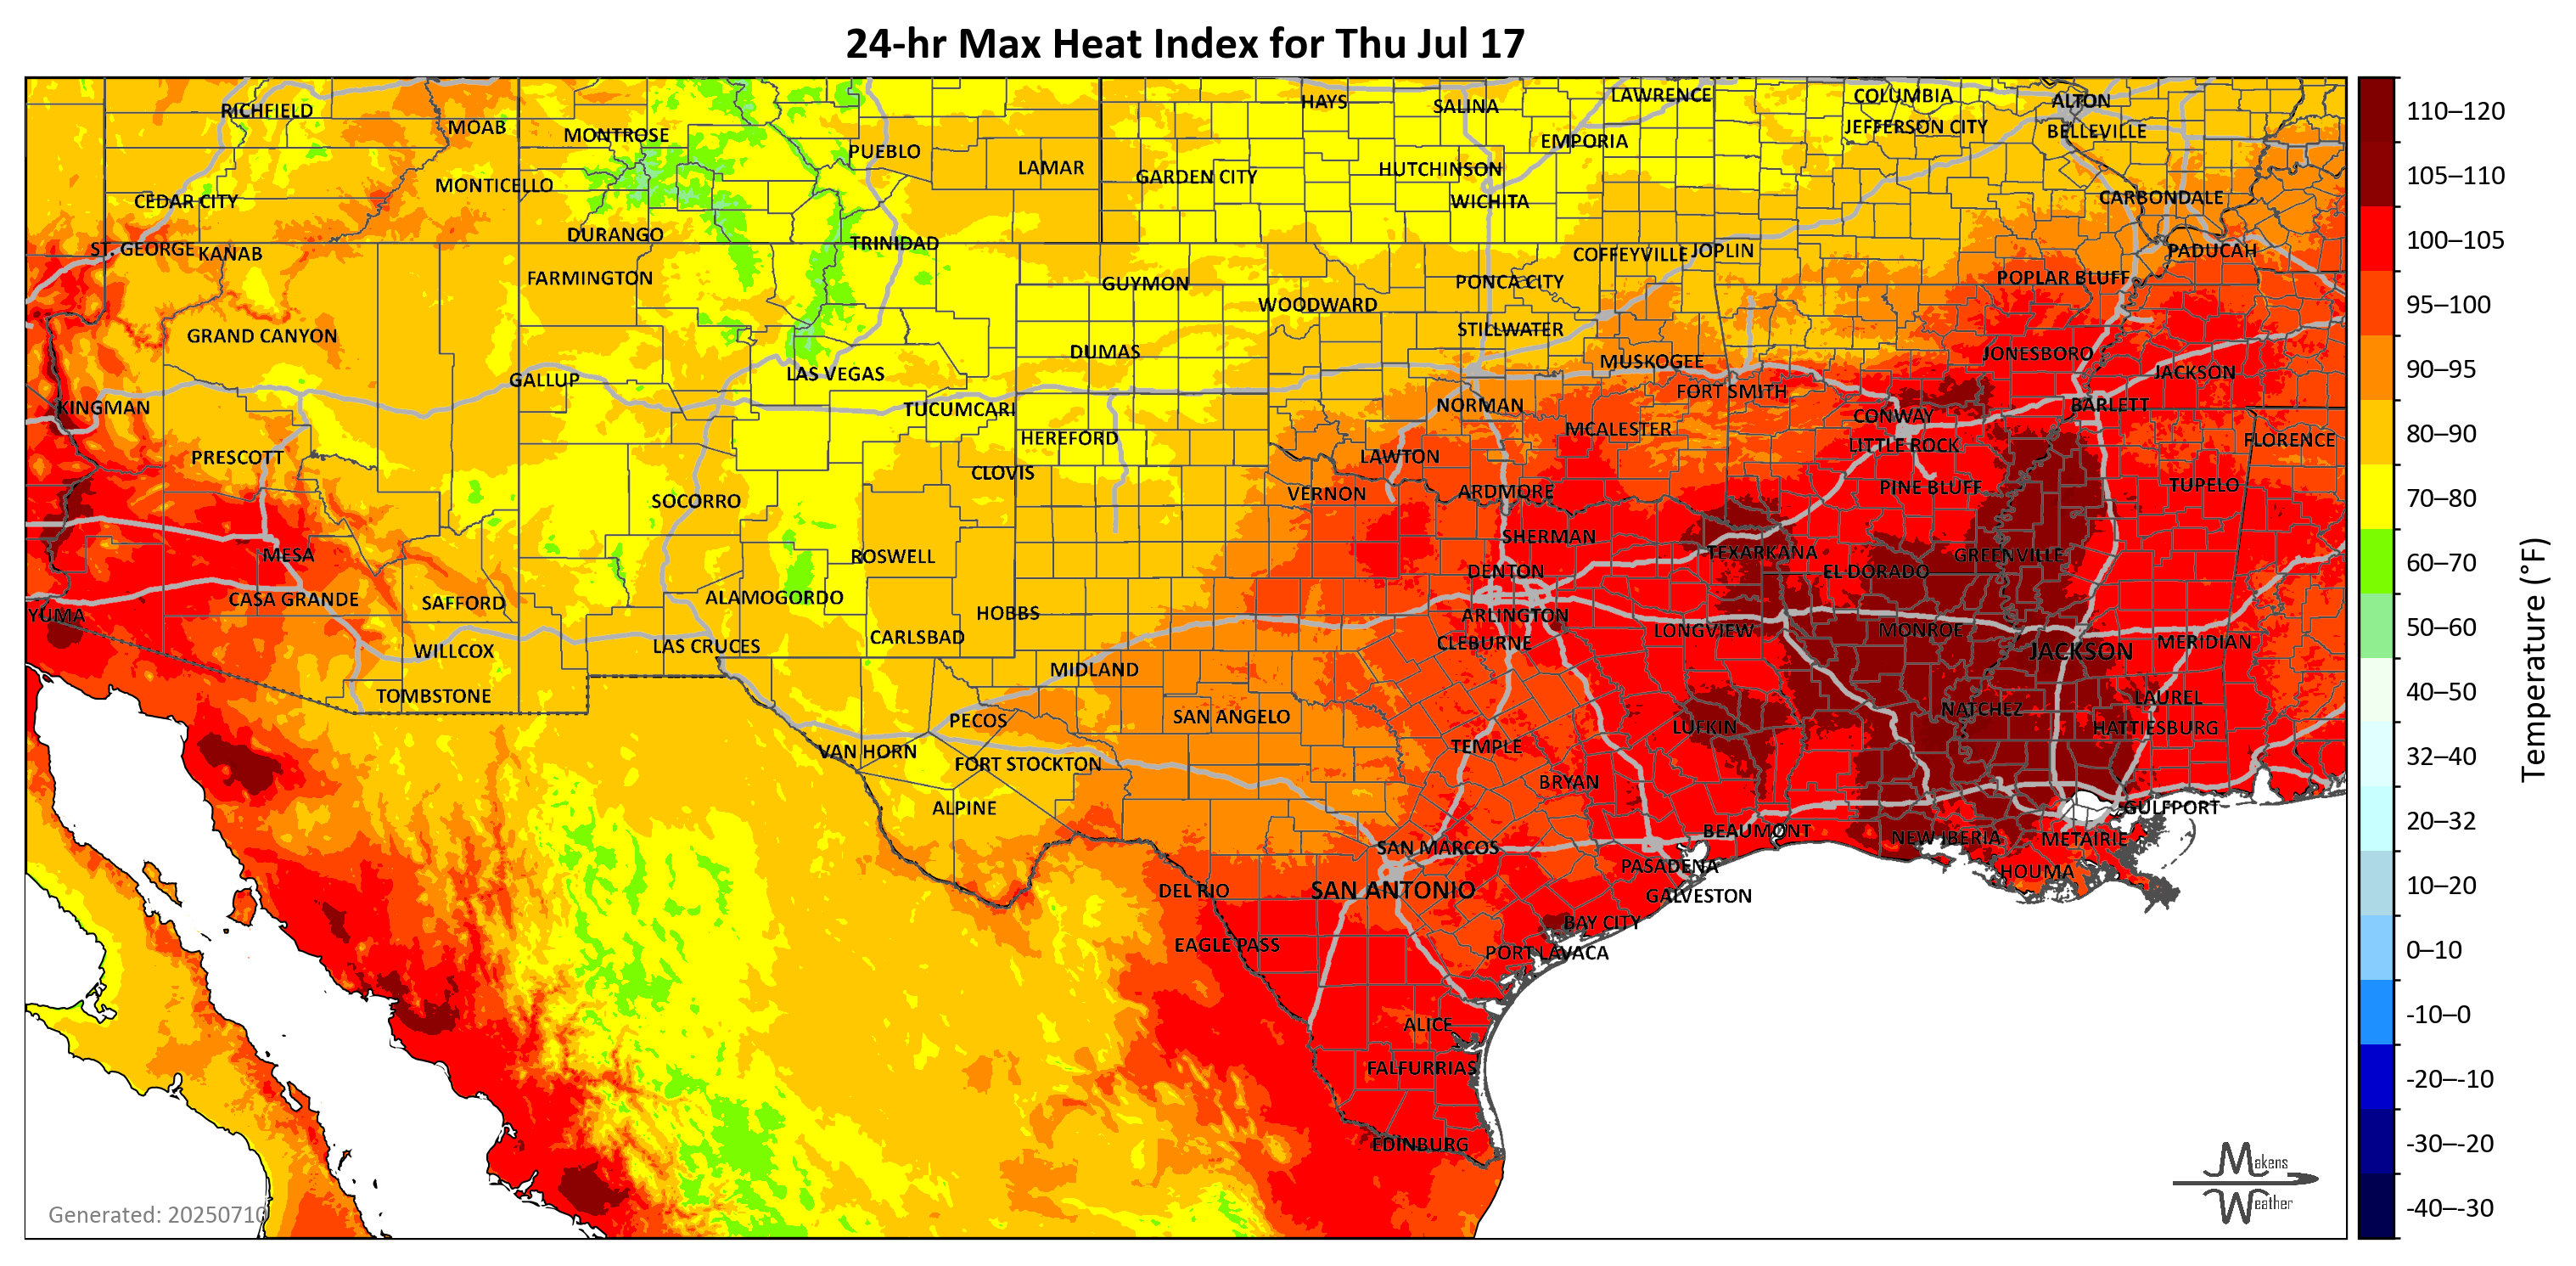 24-hr Max Heat Index for Thu Jul 17
RICHFIELD
MOAB
MONTROSE
PUEBLO
LAMAR
HAYS
SALINA
LAWRENCE
COLUMBIA
ALTON
EMPORIA
JEFFERSON CITY
BELLEVILLE
MONTICELLO
GARDEN CITY
HUTCHINSON
CEDAR CITY
WICHITA
CARBONDALE
DURANGO
TRINIDAD
ST. GEORGE
KANAB
COFFEYVILLE
JOPLIN
PADUCAH
FARMINGTON
GUYMON
PONCA CITY
POPLAR BLUFF
WOODWARD
GRAND CANYON
STILLWATER
DUMAS
JONESBORO
MUSKOGEE
GALLUP
LAS VEGAS
JACKSON
FORT SMITH
KINGMAN
TUCUMCARI
NORMAN
BARLETT
CONWAY
MCALESTER
HEREFORD
LITTLE ROCK
FLORENCE
PRESCOTT
LAWTON
CLOVIS
SOCORRO
VERNON
ARDMORE
PINE BLUFF
TUPELO
SHERMAN
MESA
ROSWELL
TEXARKANA
GREENVILLE
DENTON
EL DORADO
CASA GRANDE
SAFFORD
ALAMOGORDO
HOBBS
ARLINGTON
YUMA
CARLSBAD
CLEBURNE
LONGVIEW
MONROE
MERIDIAN
WILLCOX
LAS CRUCES
JACKSON
MIDLAND
TOMBSTONE
LAUREL
PECOS
SAN ANGELO
NATCHEZ
LUFKIN
HATTIESBURG
VAN HORN
TEMPLE
FORT STOCKTON
BRYAN
ALPINE
GULFPORT
BEAUMONT
NEW IBERIA
METAIRIE
SAN MARCOS
PASADENA
HOUMA
DEL RIO
SAN ANTONIO
GALVESTON
BAY CITY
EAGLE PASS
PORT LAVACA
ALICE
FALFURRIAS
EDINBURG
Generated: 20250710
Makens
Weather
110–120
105–110
100–105
95–100
90–95
80–90
70–80
60–70
50–60
40–50
32–40
20–32
10–20
0–10
-10–0
-20–-10
-30–-20
-40–-30
Temperature (°F)